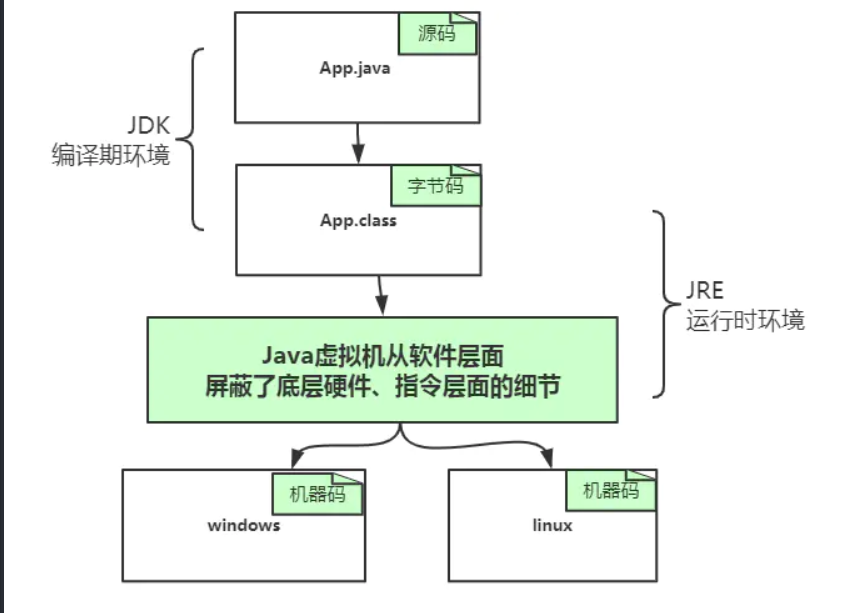 源码
App.java
JDK
编译期环境
字节码
App.class
JRE
运行时环境
Java虚拟机从软件层面
屏蔽了底层硬件、指令层面的细节
机器码
windows
机器码
linux